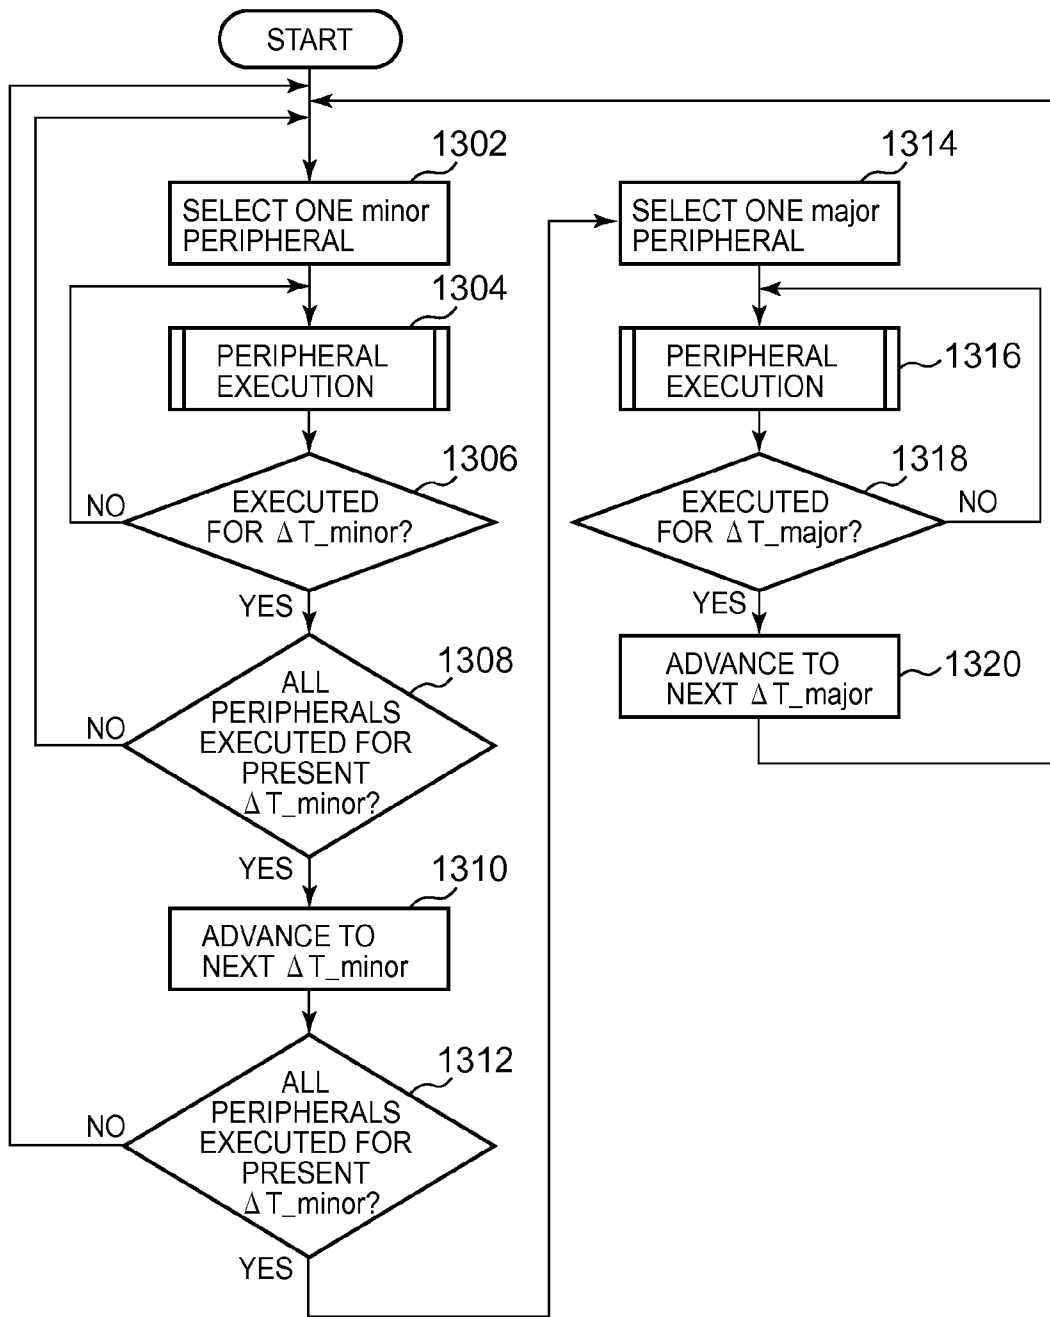 START
1302
SELECT ONE minor
PERIPHERAL
1304
PERIPHERAL
EXECUTION
1306
EXECUTED
FOR ΔT_minor?
NO
YES
1308
ALL
PERIPHERALS
EXECUTED FOR
PRESENT
ΔT_minor?
NO
YES
1310
ADVANCE TO
NEXT ΔT_minor
1312
ALL
PERIPHERALS
EXECUTED FOR
PRESENT
ΔT_minor?
NO
YES
1314
SELECT ONE major
PERIPHERAL
PERIPHERAL
EXECUTION
1316
1318
EXECUTED
FOR ΔT_major?
NO
YES
ADVANCE TO
NEXT ΔT_major
1320